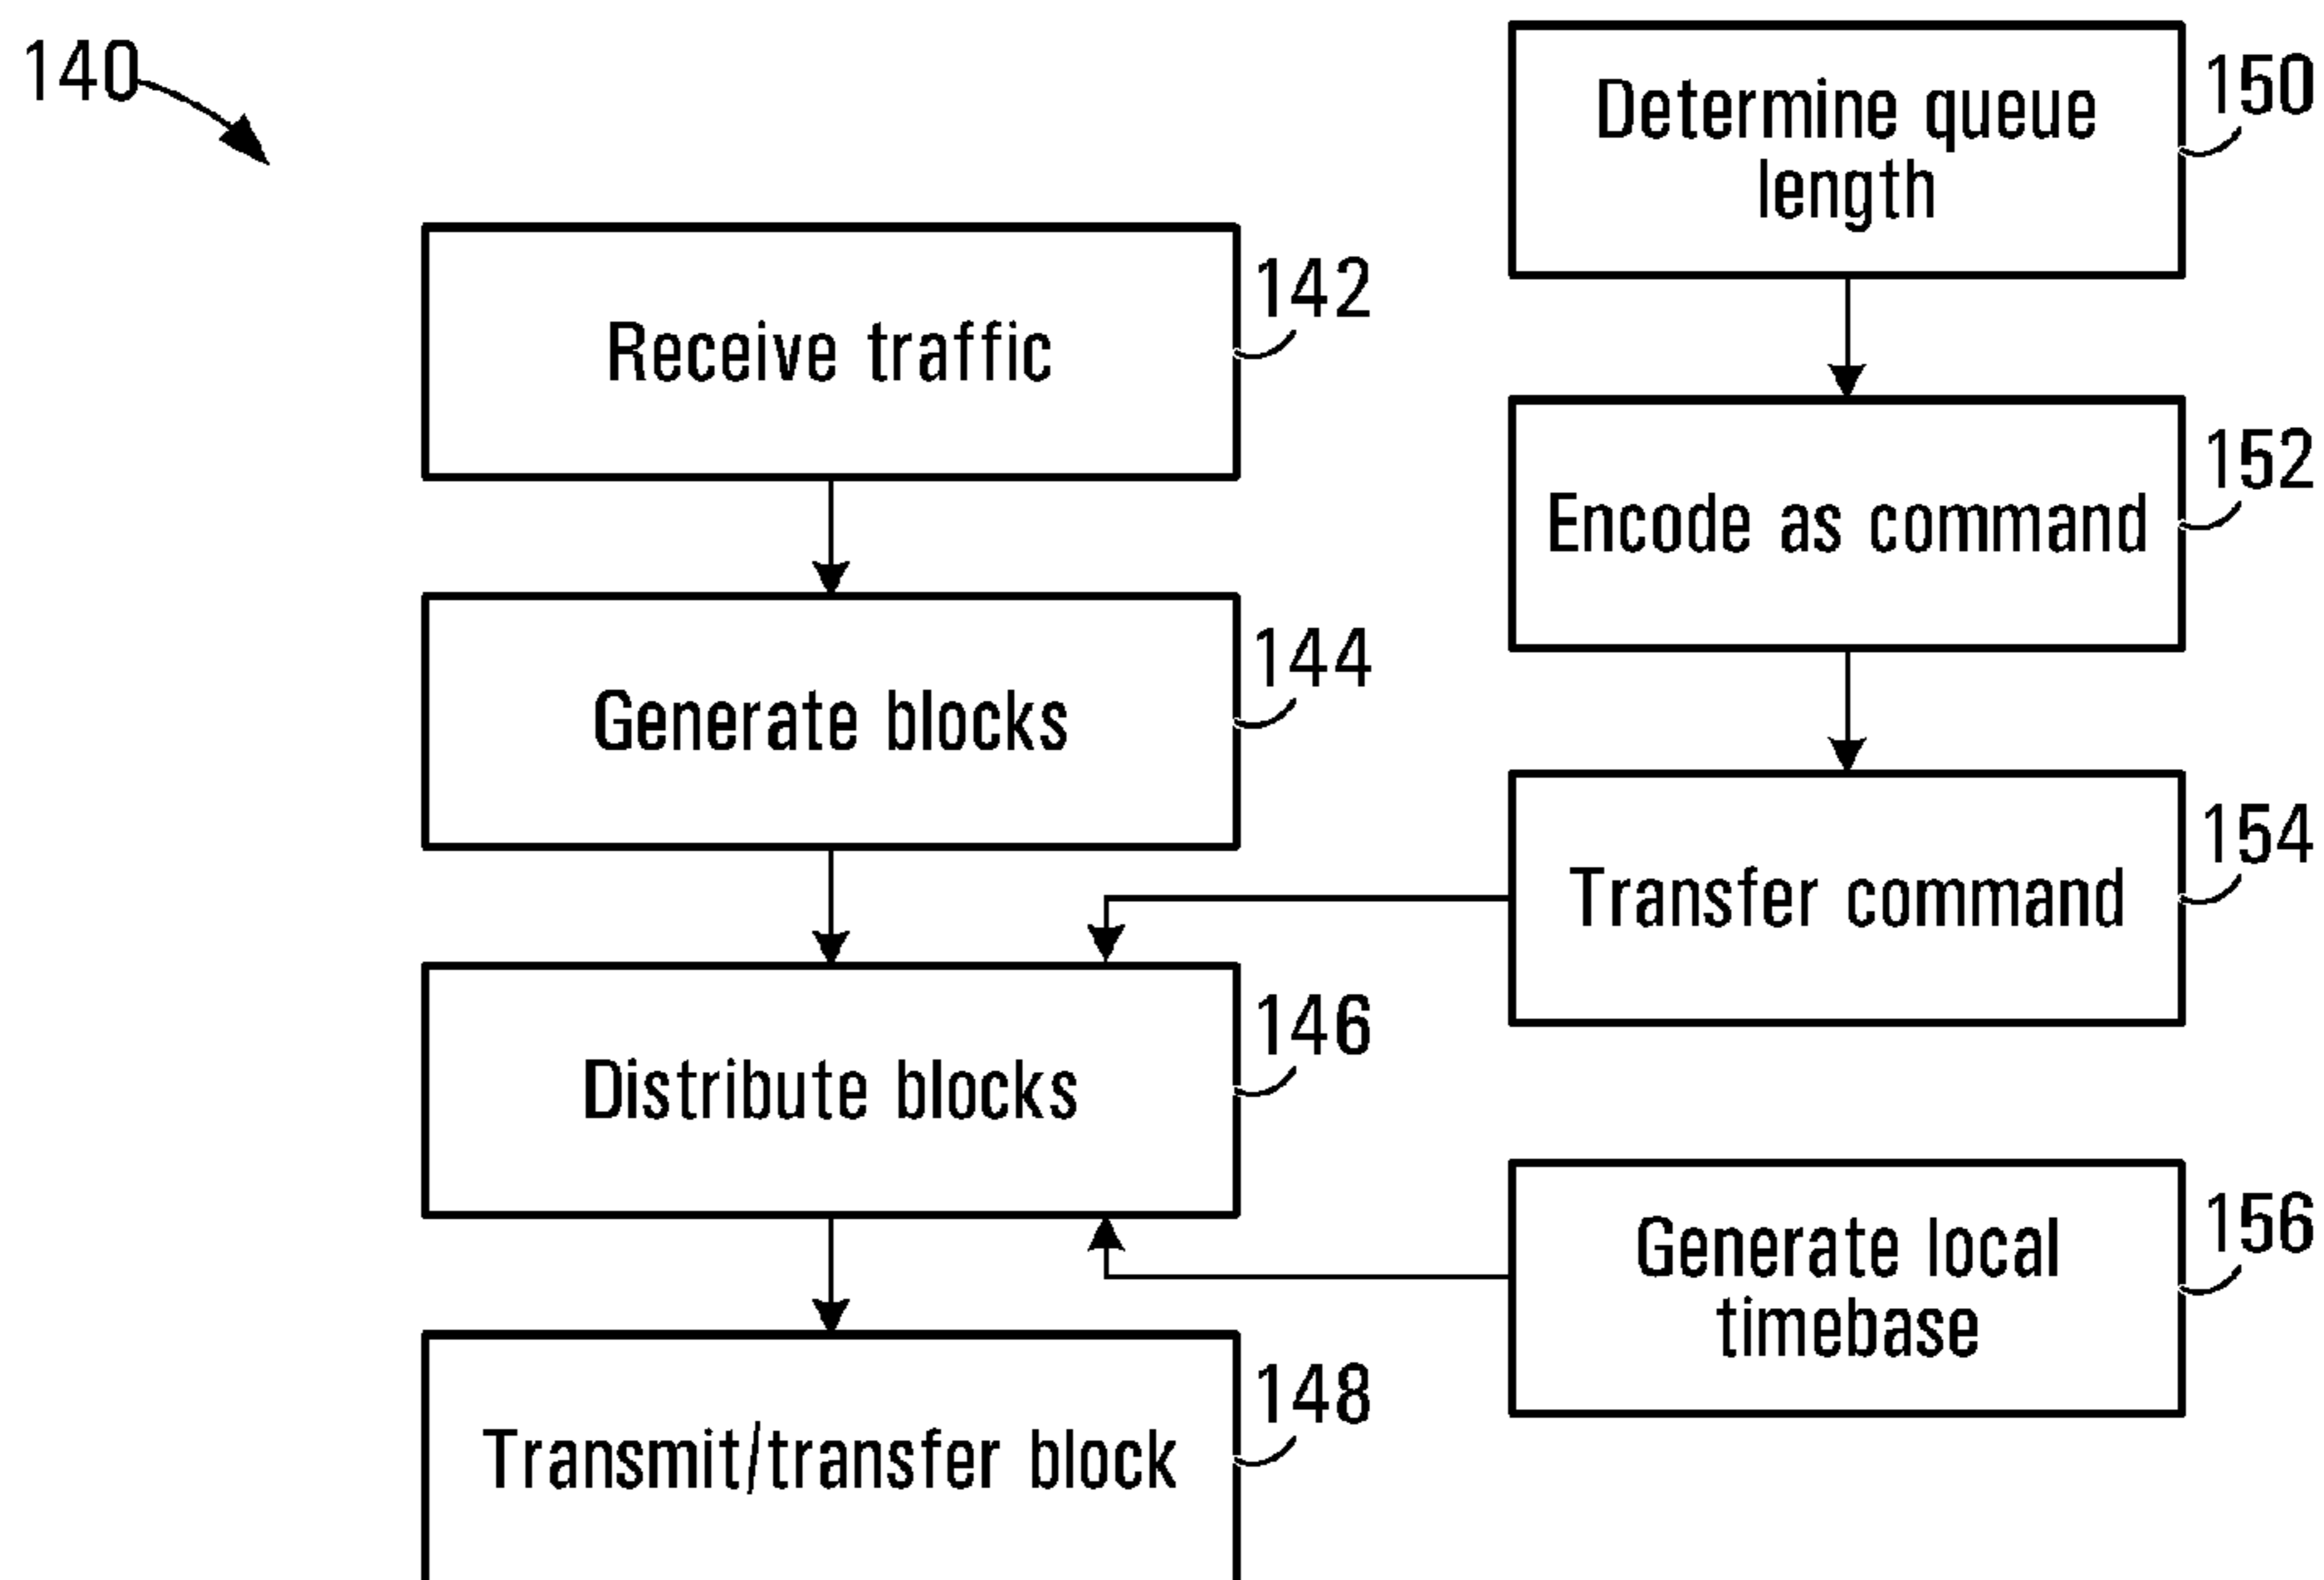 140
Receive traffic
142
Generate blocks
144
Distribute blocks
146
Transmit/transfer block
148
Determine queue
length
150
Encode as command
152
Transfer command
154
Generate local
timebase
156